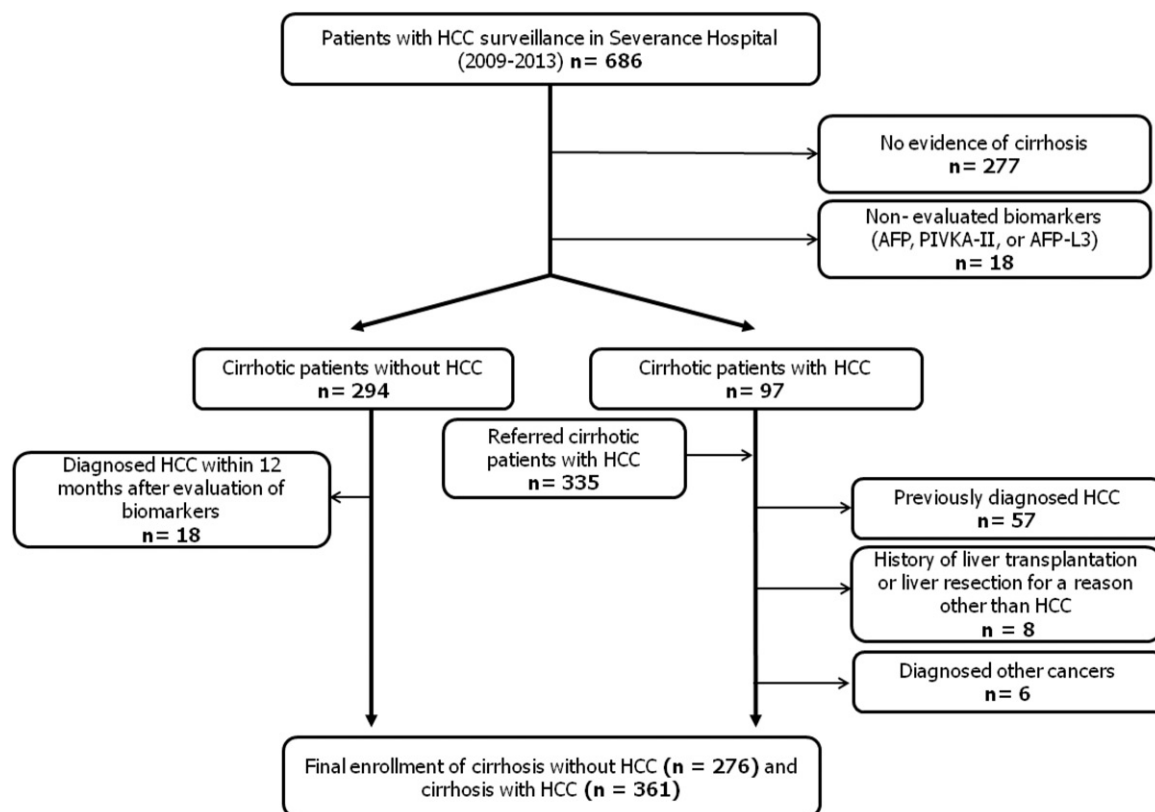 Patients with HCC surveillance in Severance Hospital
(2009-2013) n= 686
No evidence of cirrhosis
n= 277
Non- evaluated biomarkers
(AFP, PIVKA-II, or AFP-L3)
n= 18
Cirrhotic patients without HCC
n= 294
Cirrhotic patients with HCC
n= 97
Referred cirrhotic
patients with HCC
n= 335
Diagnosed HCC within 12
months after evaluation of
biomarkers
n= 18
Previously diagnosed HCC
n= 57
History of liver transplantation
or liver resection for a reason
other than HCC
n = 8
Diagnosed other cancers
n= 6
Final enrollment of cirrhosis without HCC (n = 276) and
cirrhosis with HCC (n = 361)